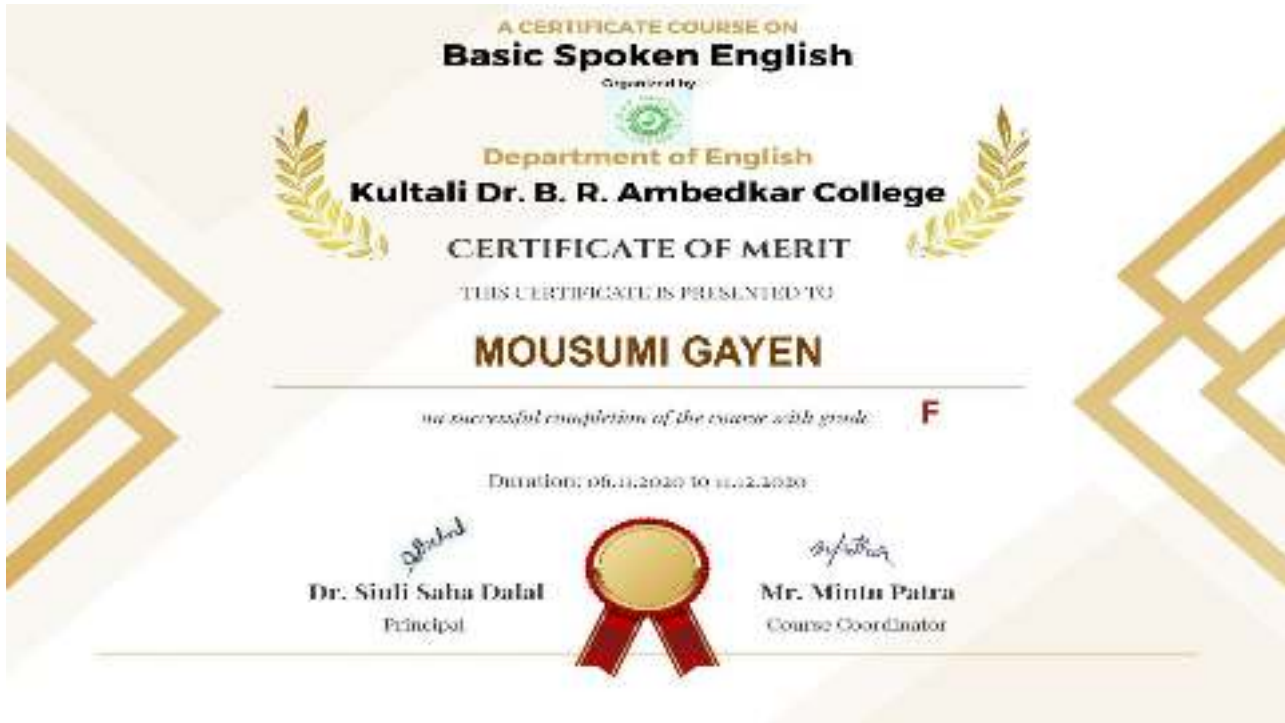 A CERTIFICATE COURSE ON
Basic Spoken English
Organized by
Department of English
Kultali Dr. B. R. Ambedkar College
CERTIFICATE OF MERIT
THIS CERTIFICATE IS PRESENTED TO
MOUSUMI GAYEN
on successful completion of the course with grade F
Duration: 06.11.2020 to 11.12.2020
Dr. Siuli Saha Dalal
Principal
Mr. Mintu Patra
Course Coordinator